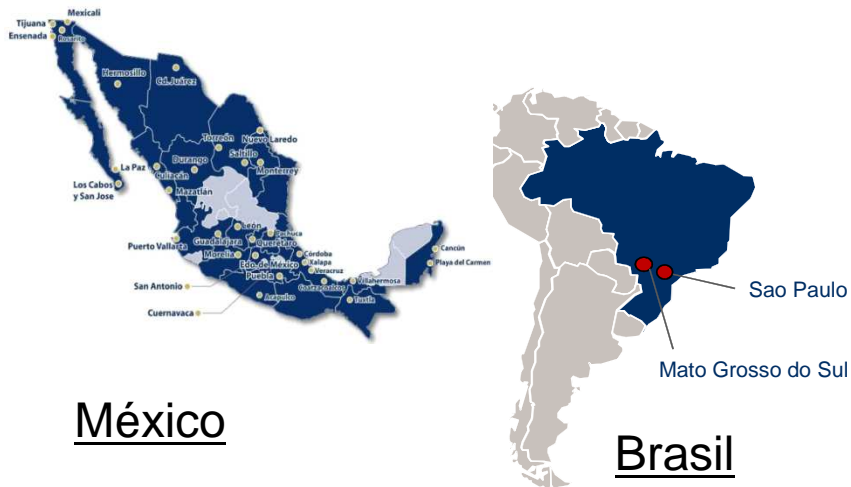 Mexicali
Tijuana
Ensenada
Rosarito
Hermosillo
Cd. Juárez
Torreón
Nuevo Laredo
Durango
Saltillo
La Paz
Culiacán
Monterrey
Los Cabos
y San Jose
Mazatlán
León
Pachuca
Puerto Vallarta
Guadalajara
Querétaro
Morelia
Edo. de México
Córdoba
Xalapa
Veracruz
Cancún
Playa del Carmen
Puebla
Villahermosa
San Antonio
Coatzacoalcos
Acapulco
Tuxtla
Cuernavaca
Sao Paulo
Mato Grosso do Sul
México
Brasil